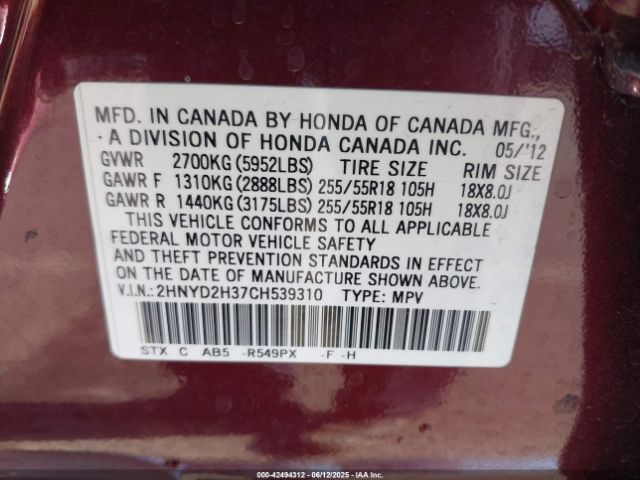 MFD. IN CANADA BY HONDA OF CANADA MFG.,
A DIVISION OF HONDA CANADA INC. 05/'12
GVWR 2700KG (5952LBS) TIRE SIZE RIM SIZE
GAWR F 1310KG (2888LBS) 255/55R18 105H 18X8.0J
GAWR R 1440KG (3175LBS) 255/55R18 105H 18X8.0J
THIS VEHICLE CONFORMS TO ALL APPLICABLE
FEDERAL MOTOR VEHICLE SAFETY
AND THEFT PREVENTION STANDARDS IN EFFECT
ON THE DATE OF MANUFACTURE SHOWN ABOVE.
V.I.N.: 2HNYD2H37CH539310 TYPE: MPV
STX C AB5 -R549PX -F -H
000-42494312 - 06/12/2025 - IAA Inc.